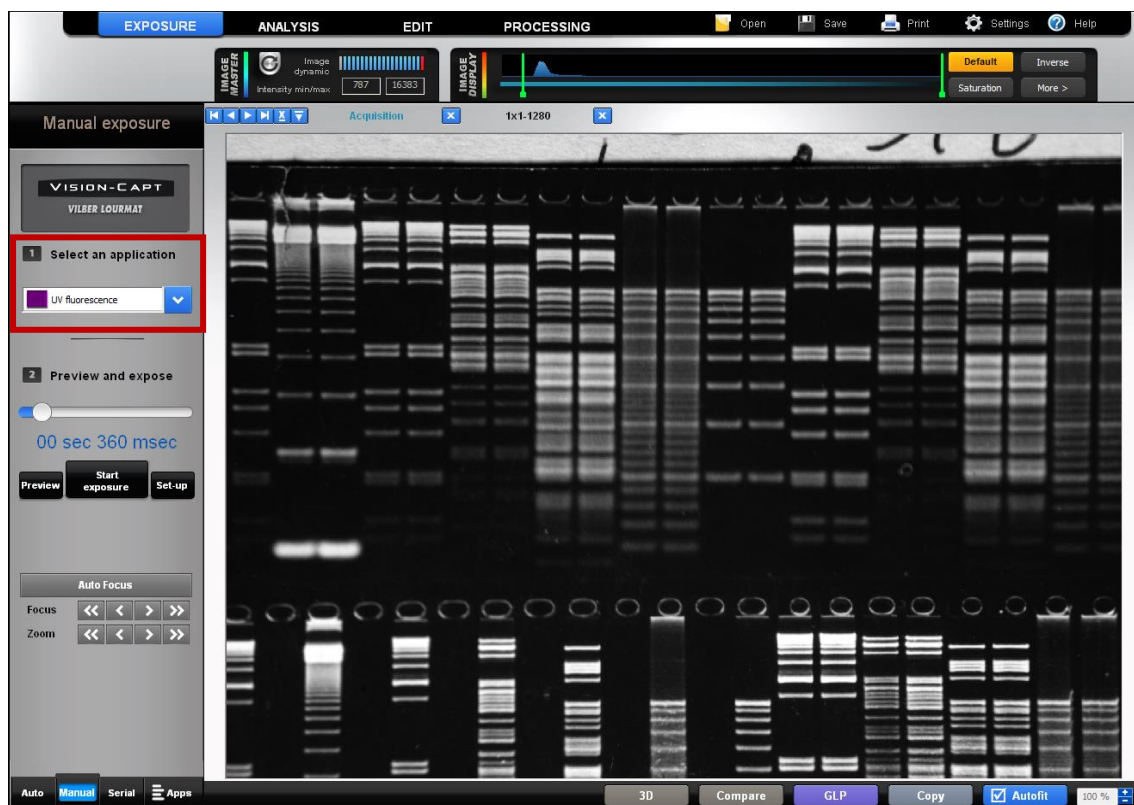 EXPOSURE
ANALYSIS
EDIT
PROCESSING
Open
Save
Print
Settings
? Help
IMAGE
MASTER
Image
dynamic
Intensity min/max
787
16383
IMAGE
DISPLAY
Default
Inverse
Saturation
More >
Manual exposure
Acquisition
1x1-1280
VISION-CAPT
VILBER LOURMAT
1 Select an application
UV fluorescence
2 Preview and expose
00 sec 360 msec
Preview
Start
exposure
Set-up
Auto Focus
Focus
Zoom
Auto
Manual
Serial
Apps
3D
Compare
GLP
Copy
Autofit
100 %